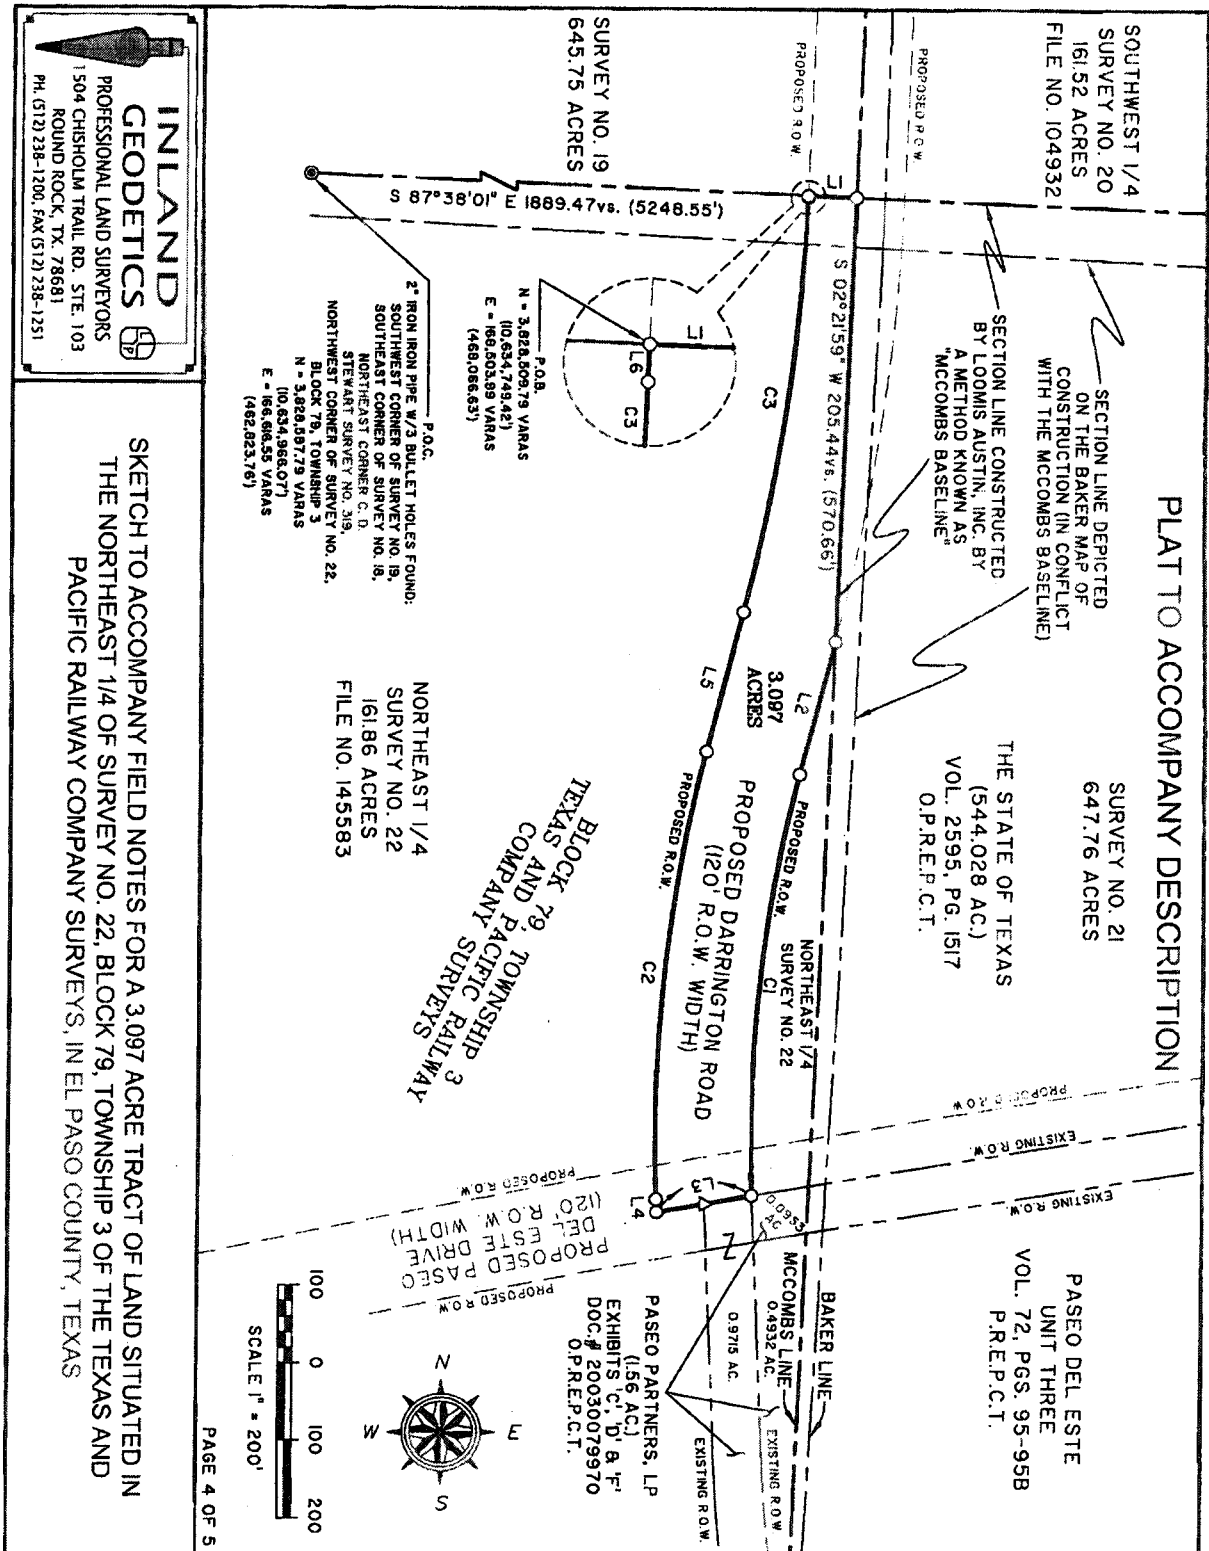 PLAT TO ACCOMPANY DESCRIPTION
SOUTHWEST 1/4
SURVEY NO. 20
161.52 ACRES
FILE NO. 104932
SECTION LINE DEPICTED
ON THE BAKER MAP OF
CONSTRUCTION (IN CONFLICT
WITH THE MCCOMBS BASELINE)
SECTION LINE CONSTRUCTED
BY LOOMIS AUSTIN, INC. BY
A METHOD KNOWN AS
"MCCOMBS BASELINE"
SURVEY NO. 21
647.76 ACRES
THE STATE OF TEXAS
(544.028 AC.)
VOL. 2595, PG. 1517
O.P.R.E.P.C.T.
PASEO DEL ESTE
UNIT THREE
VOL. 72, PGS. 95-95B
P.R.E.P.C.T.
PROPOSED R.O.W.
PROPOSED R.O.W.
PROPOSED R.O.W
EXISTING R.O.W.
EXISTING R.O.W.
BAKER LINE
MCCOMBS LINE
0.4932 AC.
EXISTING R.O.W
0.0953
AC
0.9715 AC.
EXISTING R.O.W.
L1
S 02°21'59" W 205.44vs. (570.66')
L2
PROPOSED R.O.W.
NORTHEAST 1/4
SURVEY NO. 22
C1
3.097
ACRES
PROPOSED DARRINGTON ROAD
(120' R.O.W. WIDTH)
C3
L5
PROPOSED R.O.W.
C2
L3
L4
SURVEY NO. 19
645.75 ACRES
S 87°38'01" E 1889.47vs. (5248.55')
L1
L6
C3
P.O.B.
N = 3,828,509.79 VARAS
(10,634,749.42')
E = 168,503.89 VARAS
(468,066.63')
P.O.C.
2" IRON PIPE W/3 BULLET HOLES FOUND:
SOUTHWEST CORNER OF SURVEY NO. 19,
SOUTHEAST CORNER OF SURVEY NO. 18,
NORTHEAST CORNER C. D.
STEWART SURVEY NO. 319,
NORTHWEST CORNER OF SURVEY NO. 22,
BLOCK 79, TOWNSHIP 3
N = 3,828,587.79 VARAS
(10,634,966.07')
E = 166,616.55 VARAS
(462,823.76')
BLOCK 79, TOWNSHIP 3
TEXAS AND PACIFIC RAILWAY
COMPANY SURVEYS
NORTHEAST 1/4
SURVEY NO. 22
161.86 ACRES
FILE NO. 145583
PROPOSED R.O.W.
PROPOSED PASEO
DEL ESTE DRIVE
(120' R.O.W. WIDTH)
PROPOSED R.O.W
PASEO PARTNERS, LP
(1.56 AC.)
EXHIBITS 'C', 'D' & 'F'
DOC.# 20030079970
O.P.R.E.P.C.T.
N
E
S
W
100 0 100 200
SCALE 1" = 200'
INLAND
GEODETICS
PROFESSIONAL LAND SURVEYORS
1504 CHISHOLM TRAIL RD. STE. 103
ROUND ROCK, TX. 78681
PH. (512) 238-1200, FAX (512) 238-1251
SKETCH TO ACCOMPANY FIELD NOTES FOR A 3.097 ACRE TRACT OF LAND SITUATED IN
THE NORTHEAST 1/4 OF SURVEY NO. 22, BLOCK 79, TOWNSHIP 3 OF THE TEXAS AND
PACIFIC RAILWAY COMPANY SURVEYS, IN EL PASO COUNTY, TEXAS
PAGE 4 OF 5